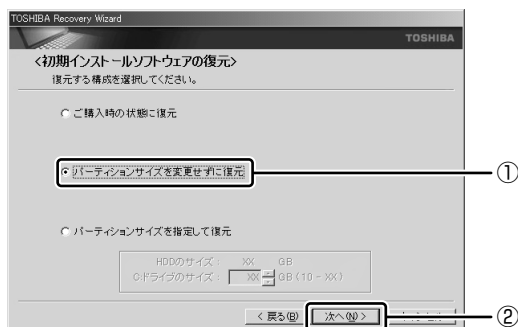 TOSHIBA Recovery Wizard
TOSHIBA
<初期インストールソフトウェアの復元>
復元する構成を選択してください。
ご購入時の状態に復元
パーティションサイズを変更せずに復元
①
パーティションサイズを指定して復元
HDDのサイズ： XX GB
C:ドライブのサイズ： XX GB (10 - XX)
< 戻る(B) 次へ(N) >
②